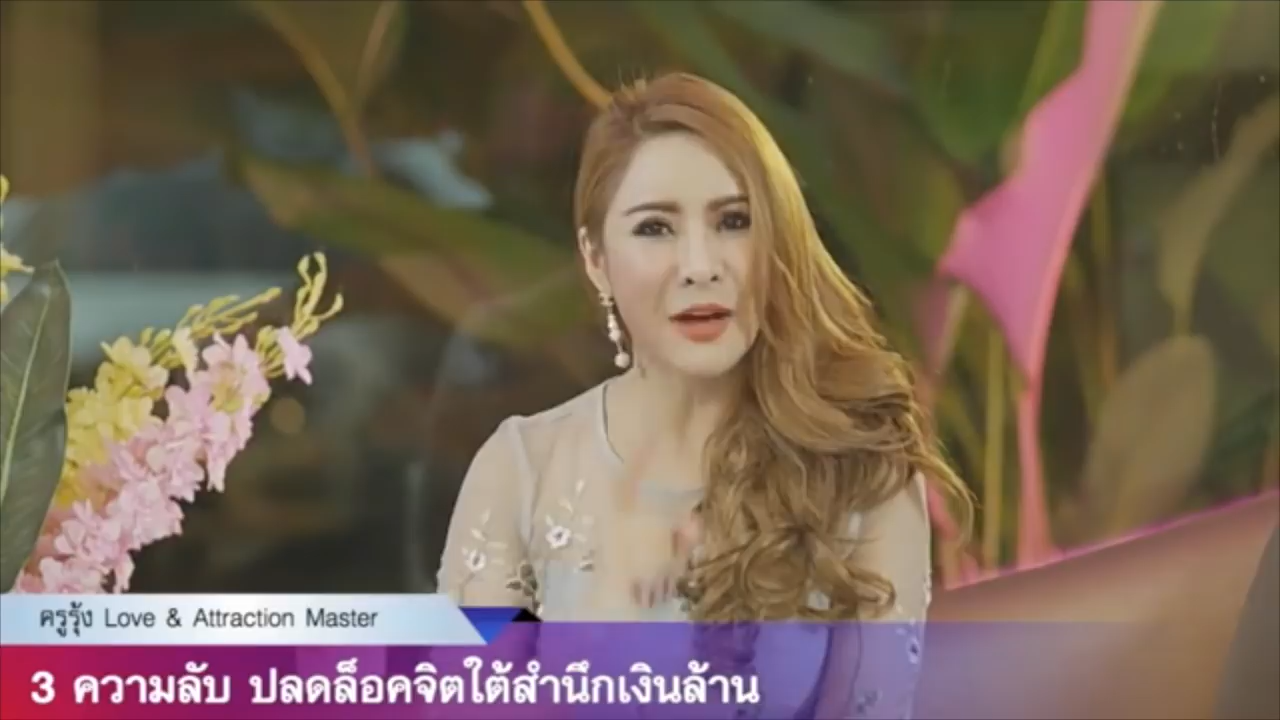 ครูรุ้ง Love & Attraction Master
3 ความลับ ปลดล็อคจิตใต้สำนึกเงินล้าน